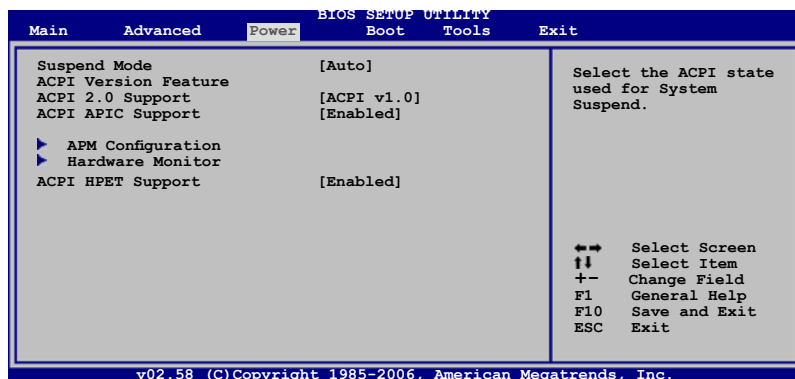 BIOS SETUP UTILITY
Main Advanced Power Boot Tools Exit
Suspend Mode [Auto]
ACPI Version Feature
ACPI 2.0 Support [ACPI v1.0]
ACPI APIC Support [Enabled]
APM Configuration
Hardware Monitor
ACPI HPET Support [Enabled]
Select the ACPI state
used for System
Suspend.
←→ Select Screen
↑↓ Select Item
+- Change Field
F1 General Help
F10 Save and Exit
ESC Exit
v02.58 (C)Copyright 1985-2006, American Megatrends, Inc.